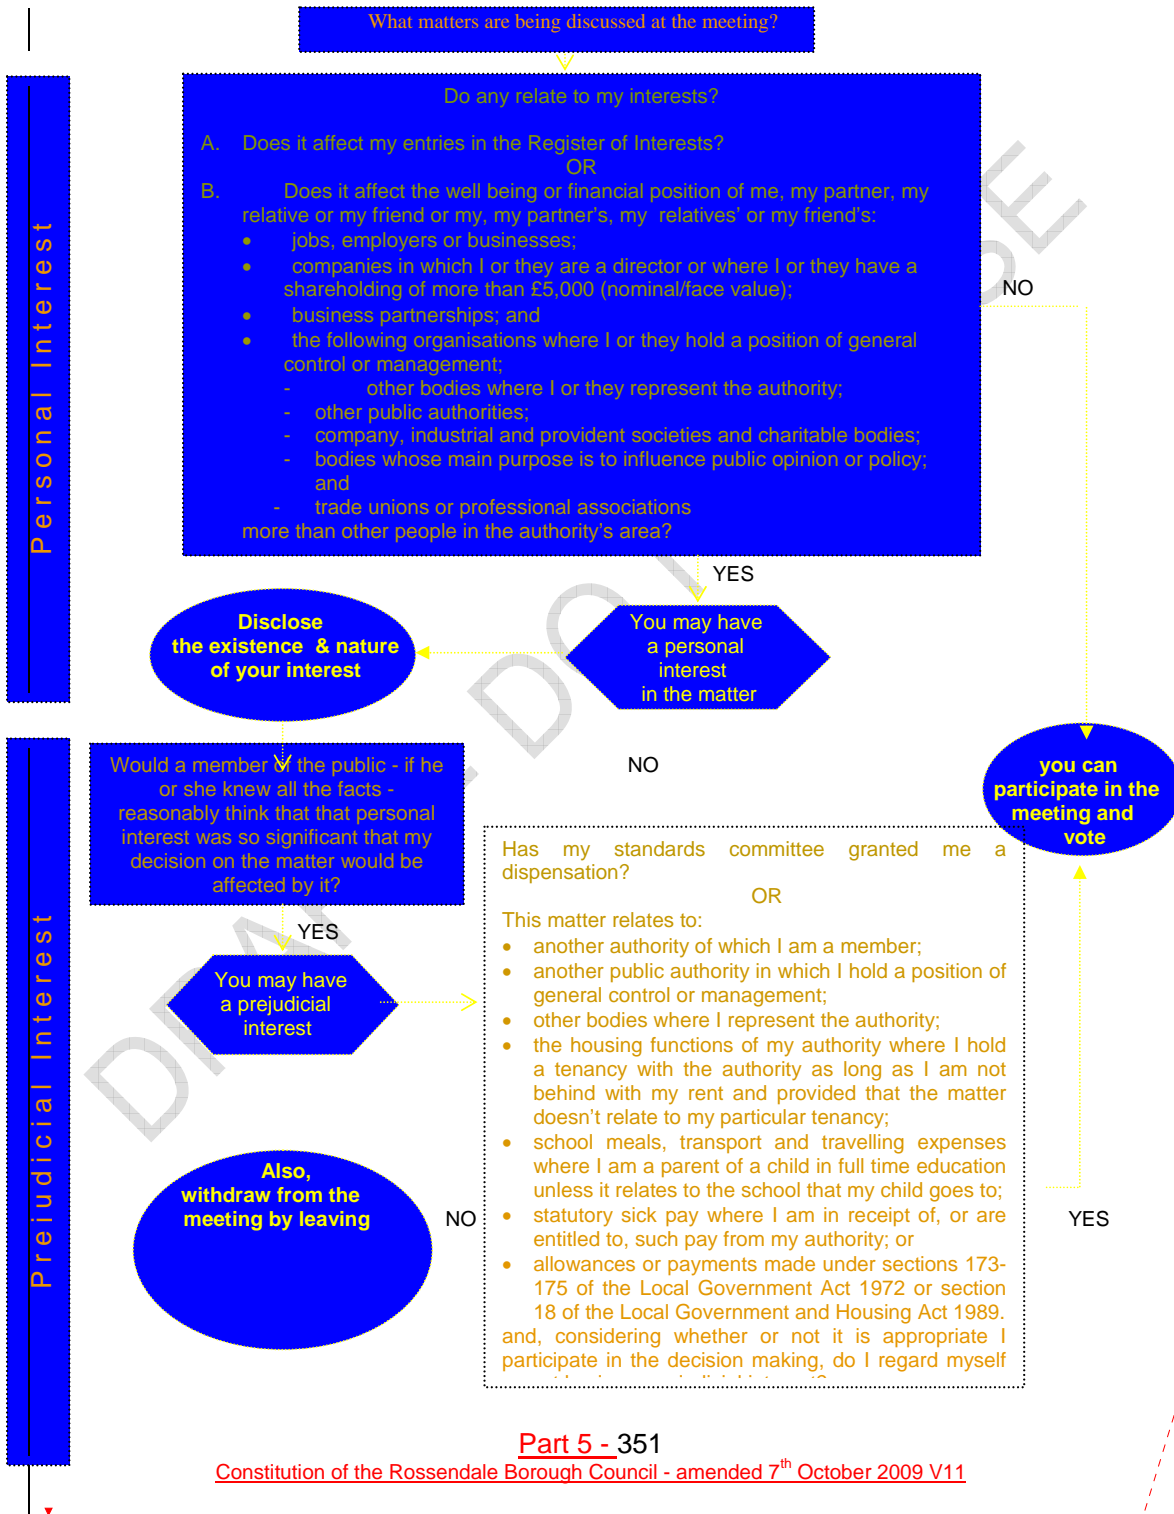 What matters are being discussed at the meeting?
Do any relate to my interests?
A. Does it affect my entries in the Register of Interests?
OR
B. Does it affect the well being or financial position of me, my partner, my
relative or my friend or my, my partner's, my relatives' or my friend's:
• jobs, employers or businesses;
• companies in which I or they are a director or where I or they have a
shareholding of more than £5,000 (nominal/face value);
• business partnerships; and
• the following organisations where I or they hold a position of general
control or management;
- other bodies where I or they represent the authority;
- other public authorities;
- company, industrial and provident societies and charitable bodies;
- bodies whose main purpose is to influence public opinion or policy;
and
- trade unions or professional associations
more than other people in the authority's area?
Personal Interest
NO
YES
Disclose
the existence & nature
of your interest
You may have
a personal
interest
in the matter
Would a member of the public - if he
or she knew all the facts -
reasonably think that that personal
interest was so significant that my
decision on the matter would be
affected by it?
NO
you can
participate in the
meeting and
vote
YES
You may have
a prejudicial
interest
Prejudicial Interest
Has my standards committee granted me a
dispensation?
OR
This matter relates to:
• another authority of which I am a member;
• another public authority in which I hold a position of
general control or management;
• other bodies where I represent the authority;
• the housing functions of my authority where I hold
a tenancy with the authority as long as I am not
behind with my rent and provided that the matter
doesn't relate to my particular tenancy;
• school meals, transport and travelling expenses
where I am a parent of a child in full time education
unless it relates to the school that my child goes to;
• statutory sick pay where I am in receipt of, or are
entitled to, such pay from my authority; or
• allowances or payments made under sections 173-
175 of the Local Government Act 1972 or section
18 of the Local Government and Housing Act 1989.
and, considering whether or not it is appropriate I
participate in the decision making, do I regard myself
Also,
withdraw from the
meeting by leaving
NO
YES
Part 5 - 351
Constitution of the Rossendale Borough Council - amended 7th October 2009 V11